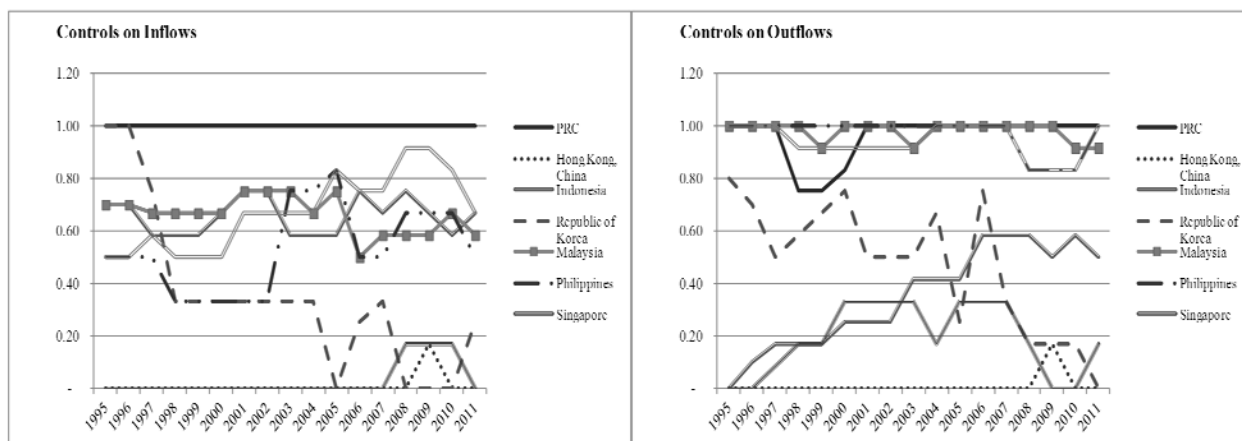 Controls on Inflows
1.20
1.00
0.80
0.60
0.40
0.20
-
1995
1996
1997
1998
1999
2000
2001
2002
2003
2004
2005
2006
2007
2008
2009
2010
2011
PRC
Hong Kong,
China
Indonesia
Republic of
Korea
Malaysia
Philippines
Singapore
Controls on Outflows
1.20
1.00
0.80
0.60
0.40
0.20
-
1995
1996
1997
1998
1999
2000
2001
2002
2003
2004
2005
2006
2007
2008
2009
2010
2011
PRC
Hong Kong,
China
Indonesia
Republic of
Korea
Malaysia
Philippines
Singapore